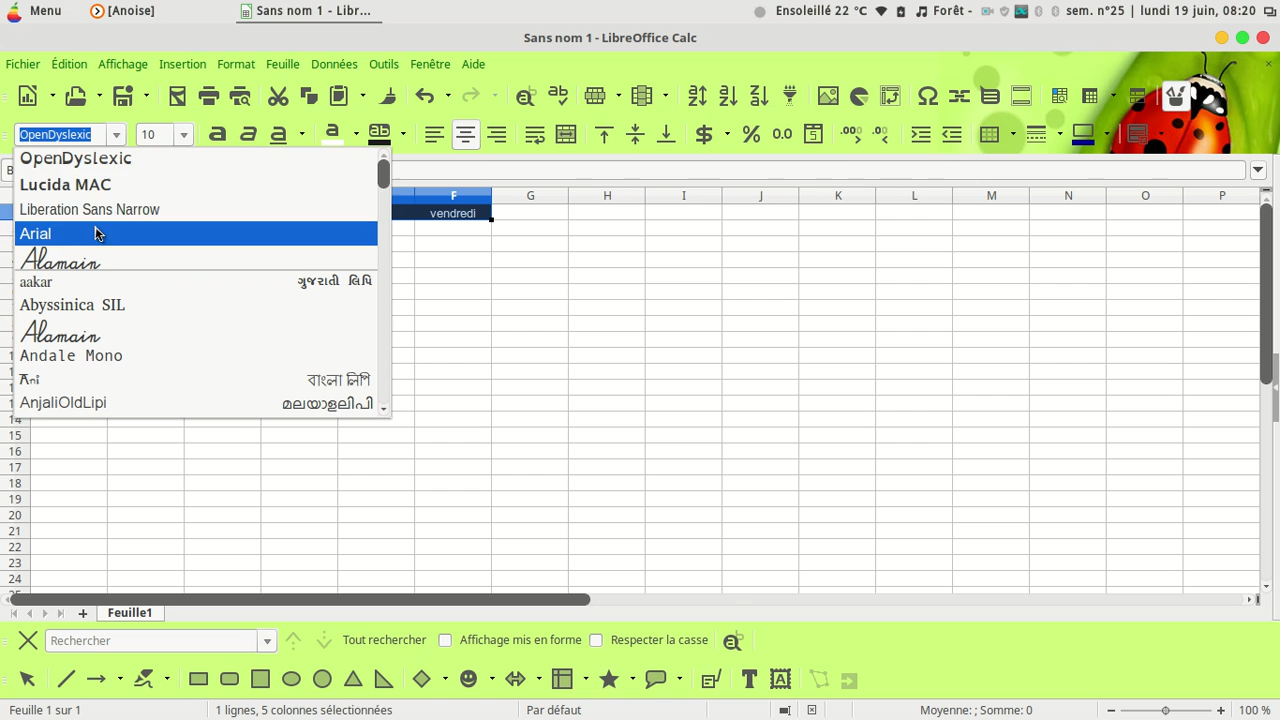 Menu [Anoise] Sans nom 1 - Libr... Ensoleillé 22 °C Forêt - sem. n°25 | lundi 19 juin, 08:20
Sans nom 1 - LibreOffice Calc
Fichier Édition Affichage Insertion Format Feuille Données Outils Fenêtre Aide
OpenDyslexic 10
OpenDyslexic
Lucida MAC
Liberation Sans Narrow
Arial
Alamain
aakar ગુજરાતી લિપિ
Abyssinica SIL
Alamain
Andale Mono
Ani বাংলা লিপি
AnjaliOldLipi മലയാളലിപി
F G H I J K L M N O P
vendredi
14
15
16
17
18
19
20
21
22
23
24
Feuille1
Rechercher Tout rechercher Affichage mis en forme Respecter la casse
Feuille 1 sur 1 1 lignes, 5 colonnes sélectionnées Par défaut Moyenne: ; Somme: 0 100 %